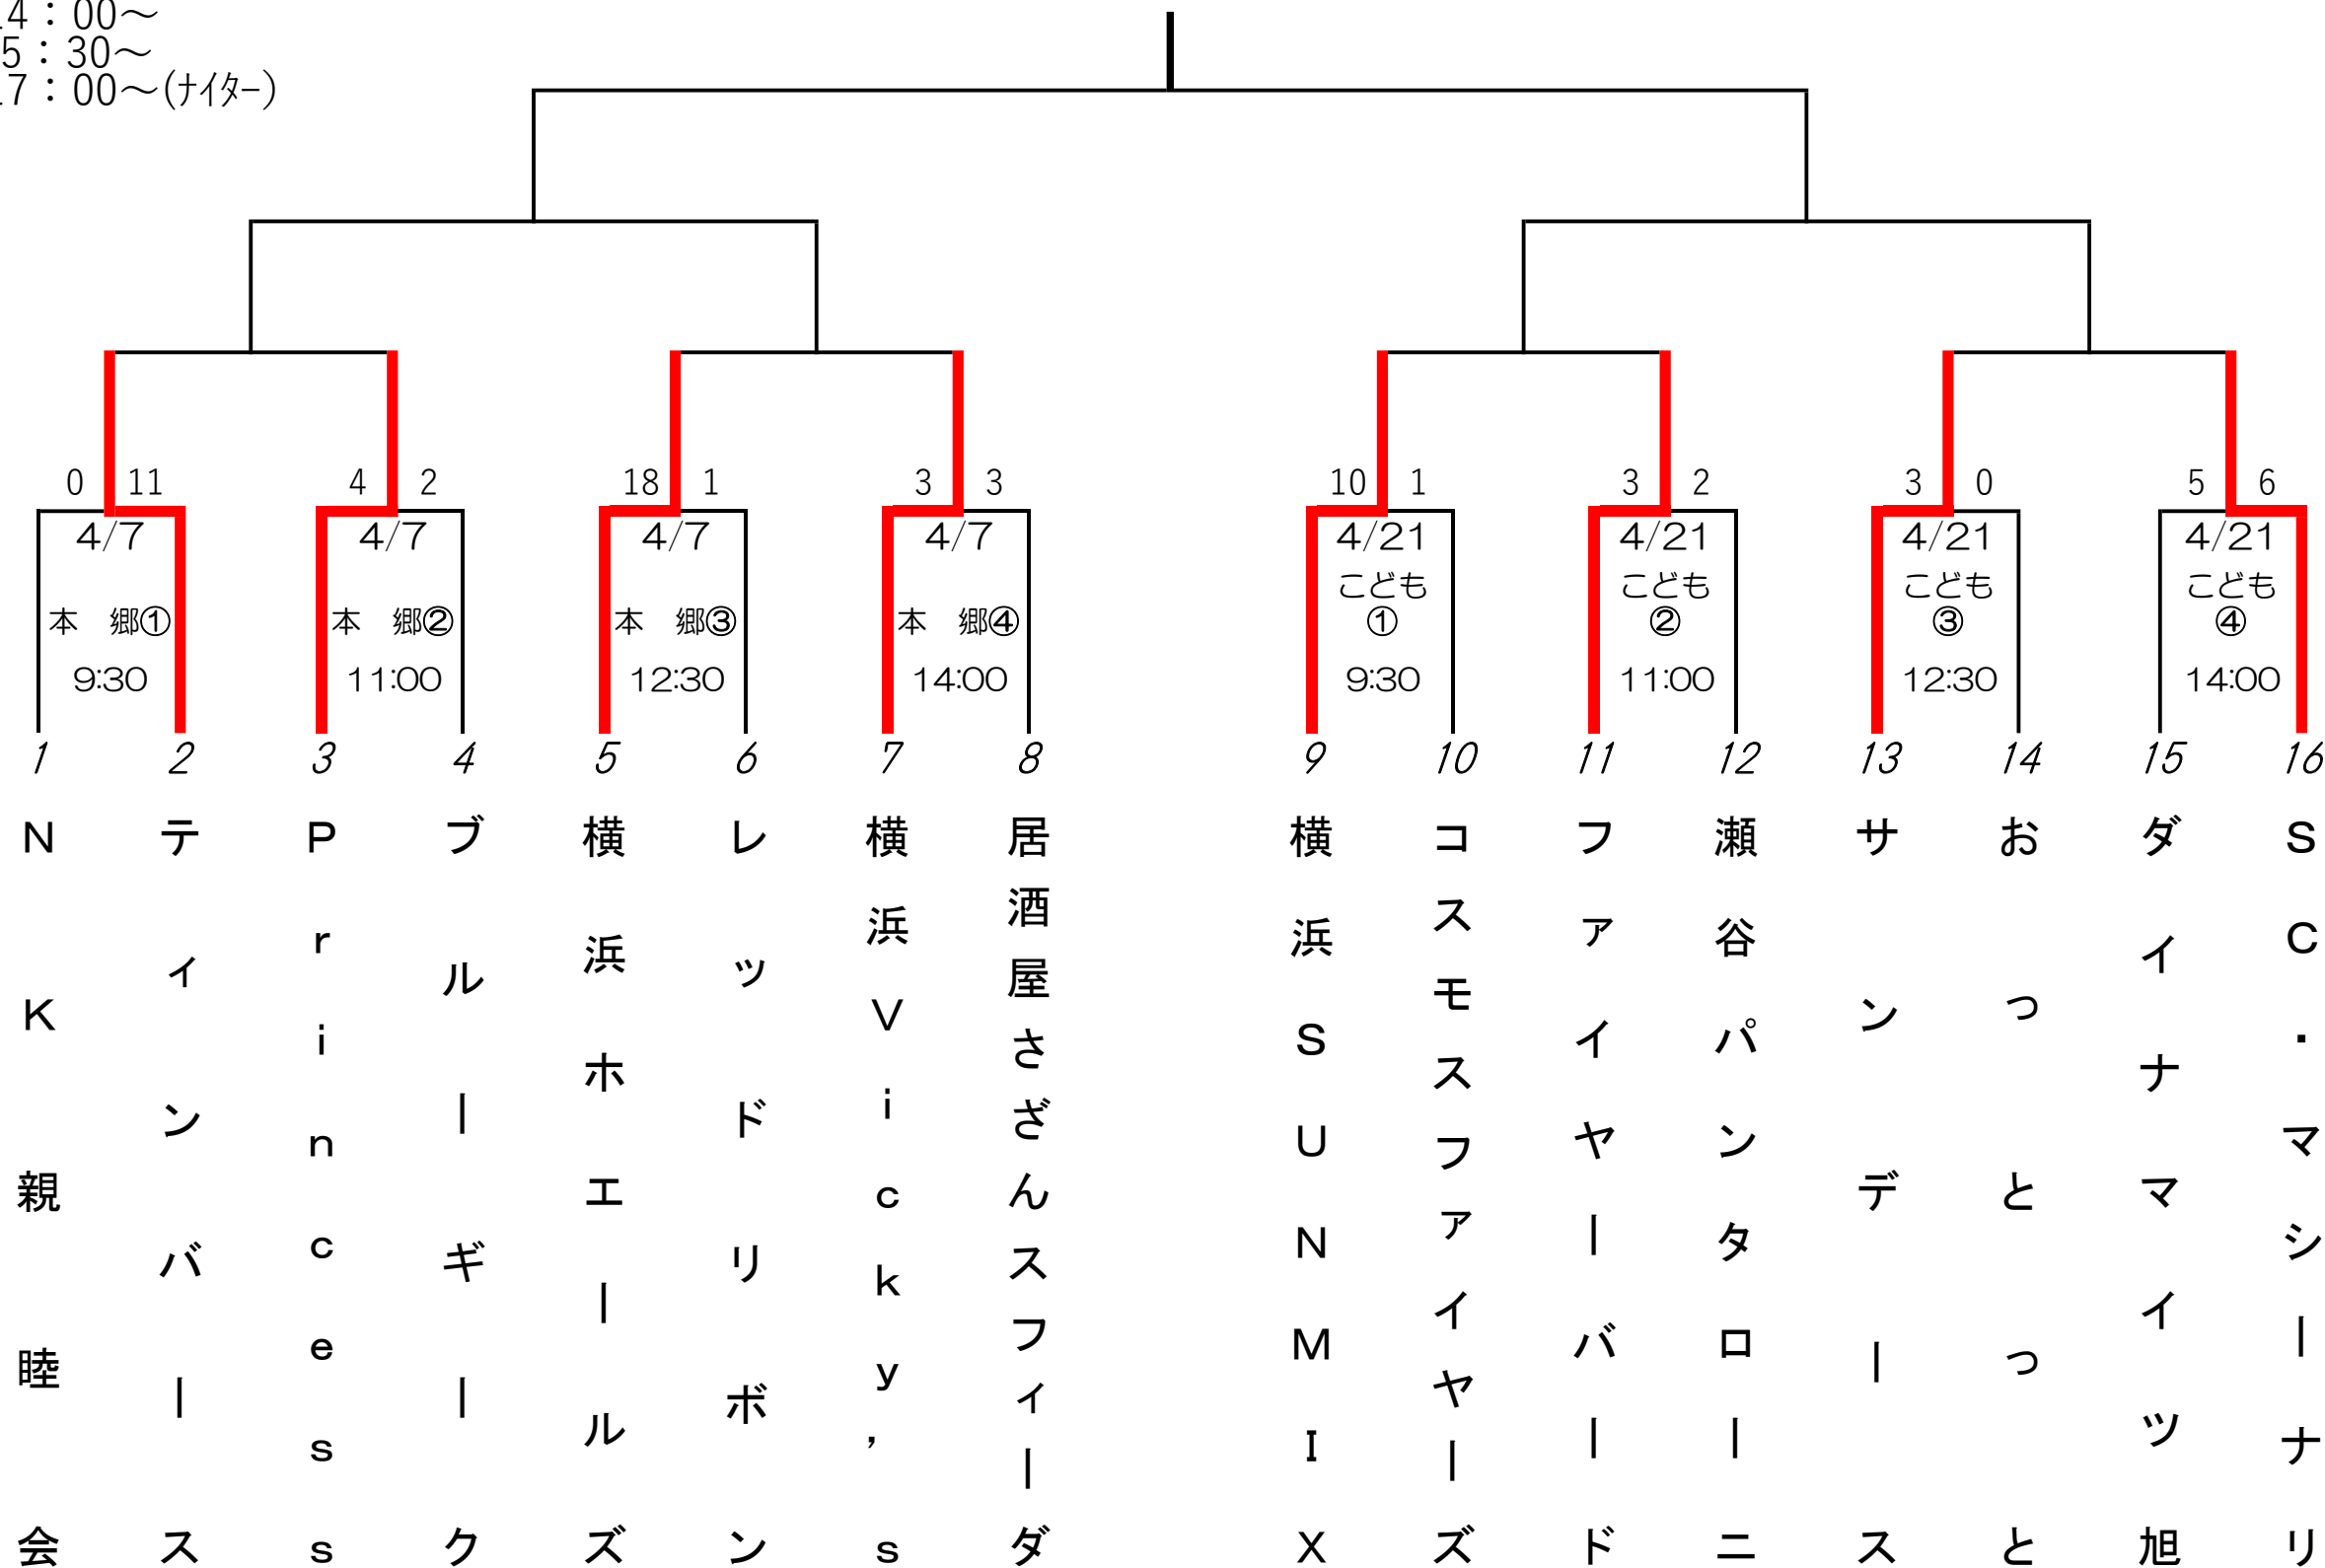 4：00～
5：30～
7：00～(ﾅｲﾀｰ)
0 11 4 2 18 1 3 3 10 1 3 2 3 0 5 6
4/7 4/7 4/7 4/7 4/21 4/21 4/21 4/21
こども こども こども こども
本　郷① 本　郷② 本　郷③ 本　郷④ ① ② ③ ④
9:30 11:00 12:30 14:00 9:30 11:00 12:30 14:00
1 2 3 4 5 6 7 8 9 10 11 12 13 14 15 16
ＮＫ親睦会
ティンバース
Ｐｒｉｎｃｅｓｓ
ブルーギーク
横浜ホエールズ
レッドリボン
横浜Ｖｉｃｋｙ’ｓ
居酒屋さざんスフィーダ
横浜ＳＵＮＭＩＸ
コスモスファイヤーズ
ファイヤーバード
瀬谷パンタローニ
サンデース
おっとっと
ダイナマイツ旭
ＳＣ・マシーナリ